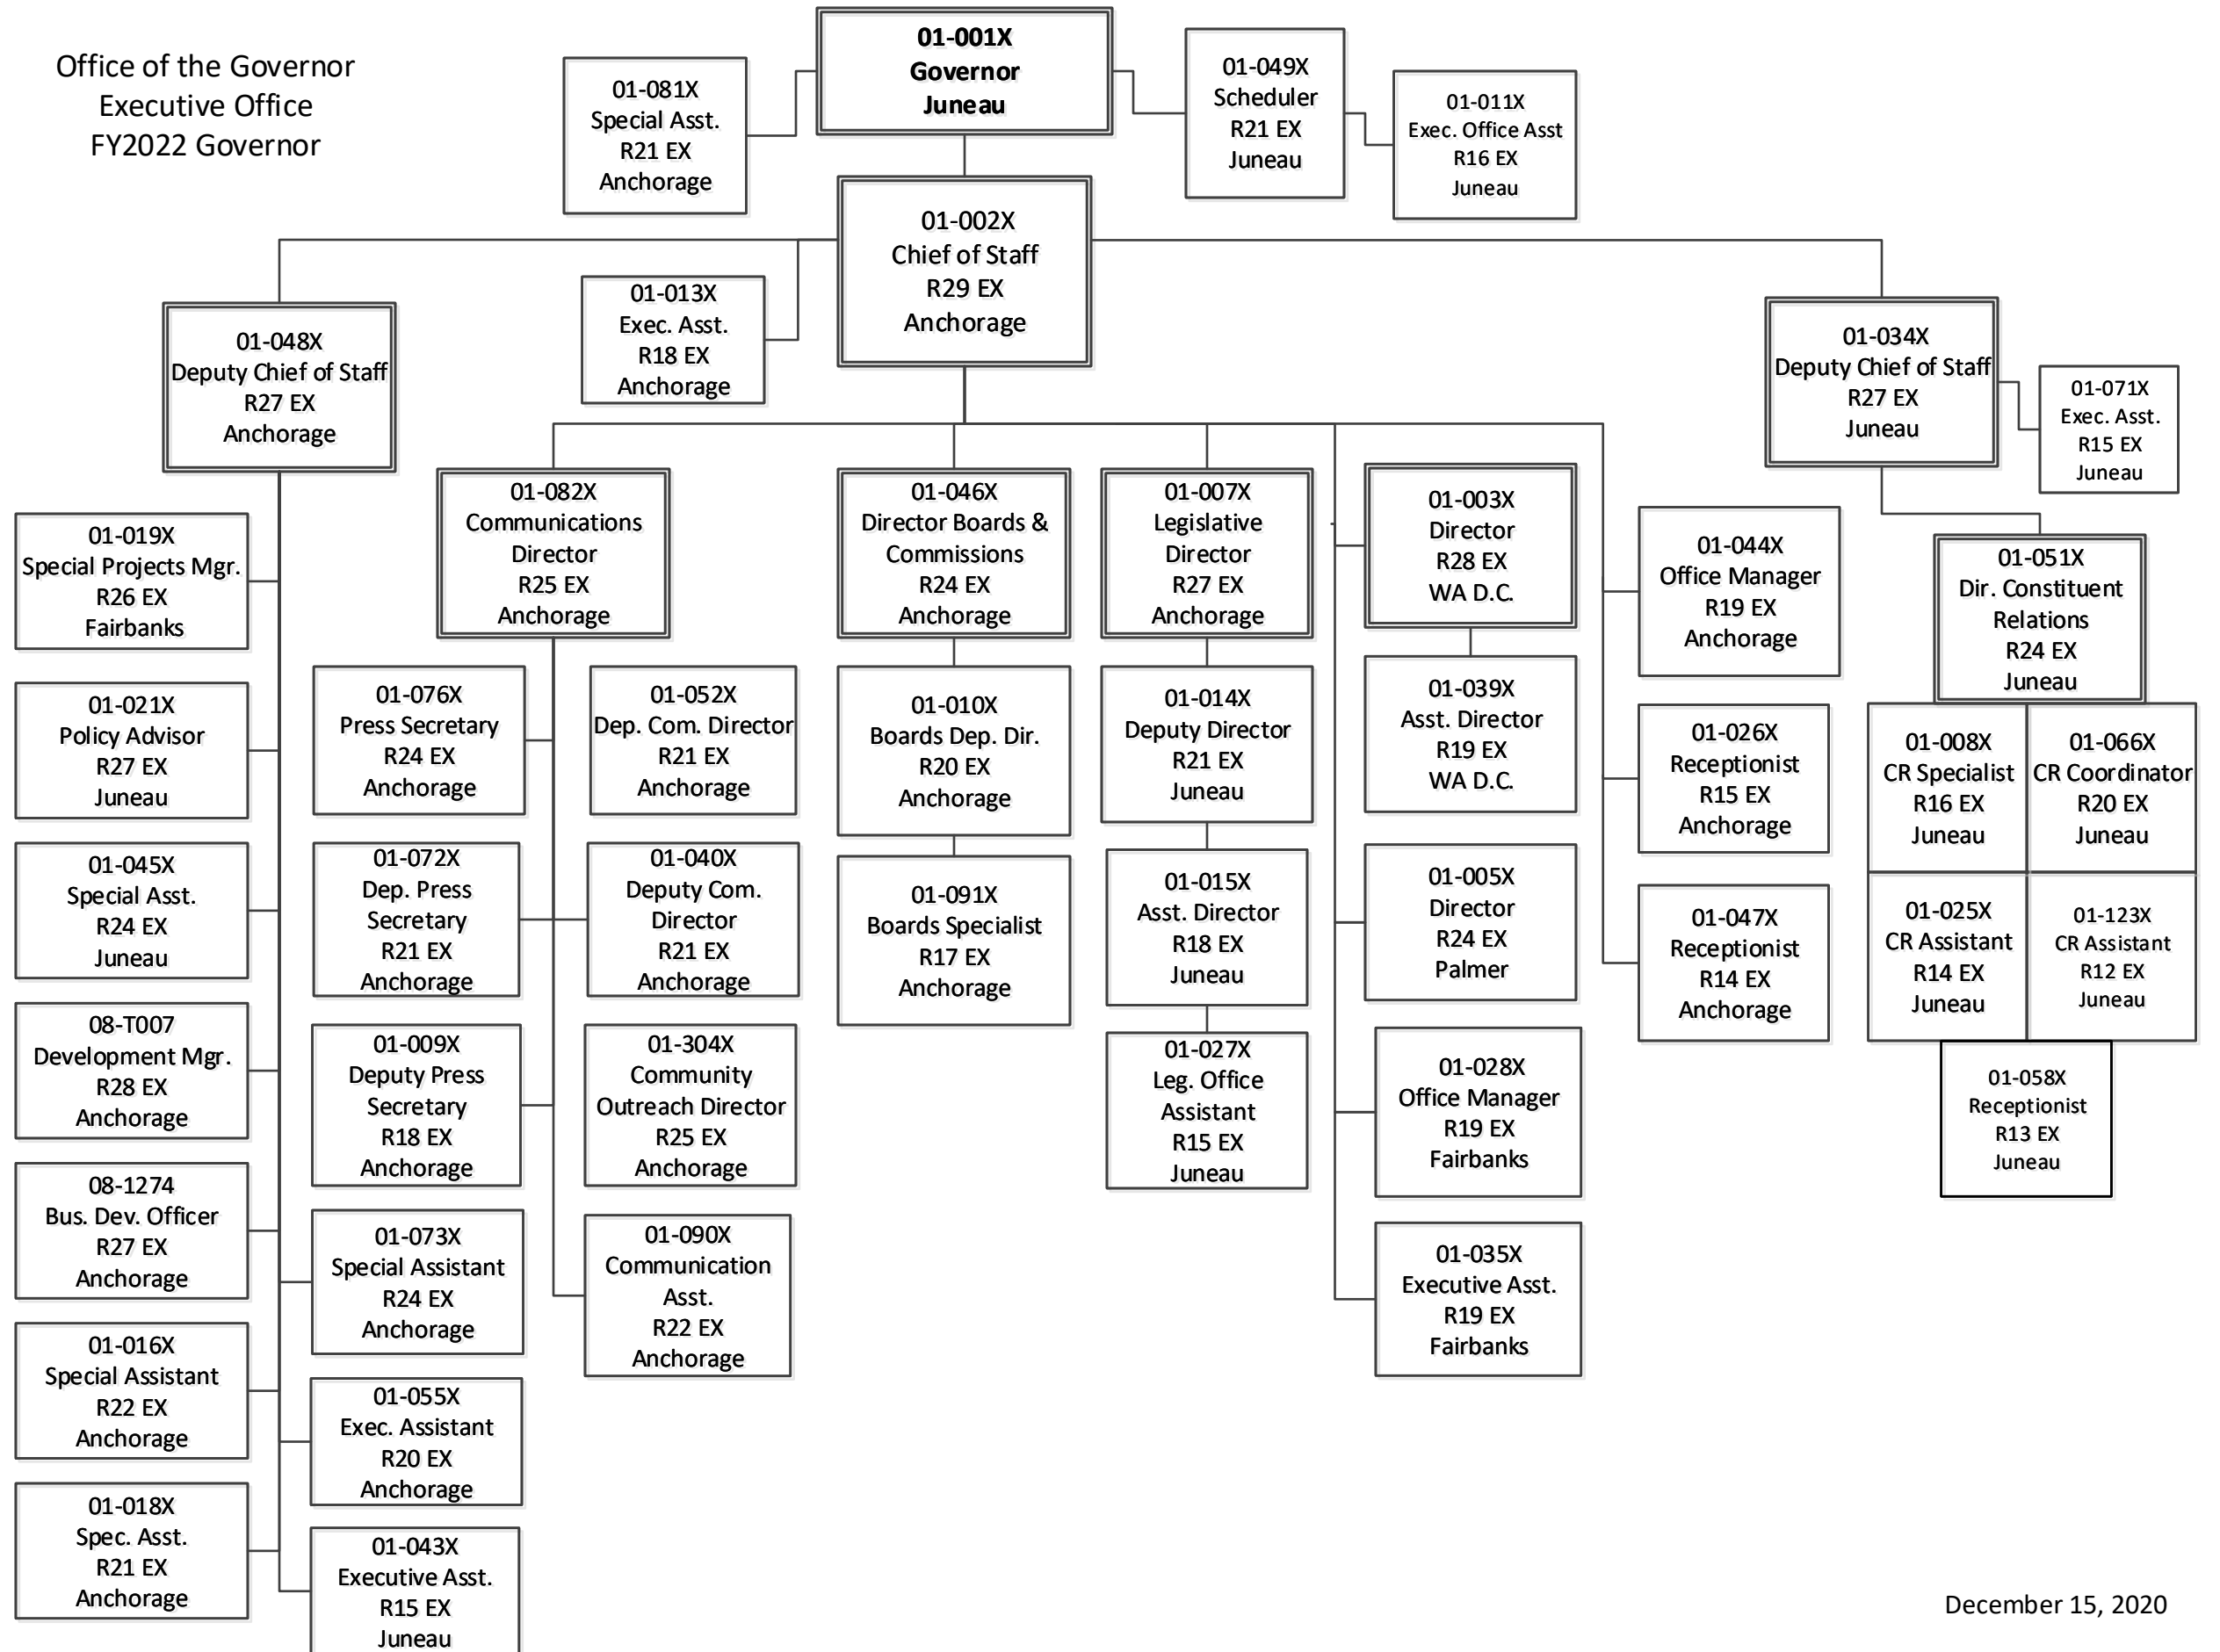 Office of the Governor
Executive Office
FY2022 Governor
01-001X
Governor
Juneau
01-081X
Special Asst.
R21 EX
Anchorage
01-049X
Scheduler
R21 EX
Juneau
01-011X
Exec. Office Asst
R16 EX
Juneau
01-002X
Chief of Staff
R29 EX
Anchorage
01-013X
Exec. Asst.
R18 EX
Anchorage
01-048X
Deputy Chief of Staff
R27 EX
Anchorage
01-034X
Deputy Chief of Staff
R27 EX
Juneau
01-071X
Exec. Asst.
R15 EX
Juneau
01-019X
Special Projects Mgr.
R26 EX
Fairbanks
01-021X
Policy Advisor
R27 EX
Juneau
01-045X
Special Asst.
R24 EX
Juneau
08-T007
Development Mgr.
R28 EX
Anchorage
08-1274
Bus. Dev. Officer
R27 EX
Anchorage
01-016X
Special Assistant
R22 EX
Anchorage
01-018X
Spec. Asst.
R21 EX
Anchorage
01-073X
Special Assistant
R24 EX
Anchorage
01-055X
Exec. Assistant
R20 EX
Anchorage
01-043X
Executive Asst.
R15 EX
Juneau
01-082X
Communications
Director
R25 EX
Anchorage
01-076X
Press Secretary
R24 EX
Anchorage
01-052X
Dep. Com. Director
R21 EX
Anchorage
01-072X
Dep. Press
Secretary
R21 EX
Anchorage
01-040X
Deputy Com.
Director
R21 EX
Anchorage
01-009X
Deputy Press
Secretary
R18 EX
Anchorage
01-304X
Community
Outreach Director
R25 EX
Anchorage
01-090X
Communication
Asst.
R22 EX
Anchorage
01-046X
Director Boards &
Commissions
R24 EX
Anchorage
01-010X
Boards Dep. Dir.
R20 EX
Anchorage
01-091X
Boards Specialist
R17 EX
Anchorage
01-007X
Legislative
Director
R27 EX
Anchorage
01-014X
Deputy Director
R21 EX
Juneau
01-015X
Asst. Director
R18 EX
Juneau
01-027X
Leg. Office
Assistant
R15 EX
Juneau
01-003X
Director
R28 EX
WA D.C.
01-039X
Asst. Director
R19 EX
WA D.C.
01-005X
Director
R24 EX
Palmer
01-028X
Office Manager
R19 EX
Fairbanks
01-035X
Executive Asst.
R19 EX
Fairbanks
01-044X
Office Manager
R19 EX
Anchorage
01-026X
Receptionist
R15 EX
Anchorage
01-047X
Receptionist
R14 EX
Anchorage
01-051X
Dir. Constituent
Relations
R24 EX
Juneau
01-008X
CR Specialist
R16 EX
Juneau
01-066X
CR Coordinator
R20 EX
Juneau
01-025X
CR Assistant
R14 EX
Juneau
01-123X
CR Assistant
R12 EX
Juneau
01-058X
Receptionist
R13 EX
Juneau
December 15, 2020